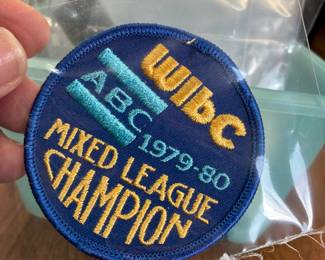 WIbC
ABC
1979-80
MIXED LEAGUE
CHAMPION